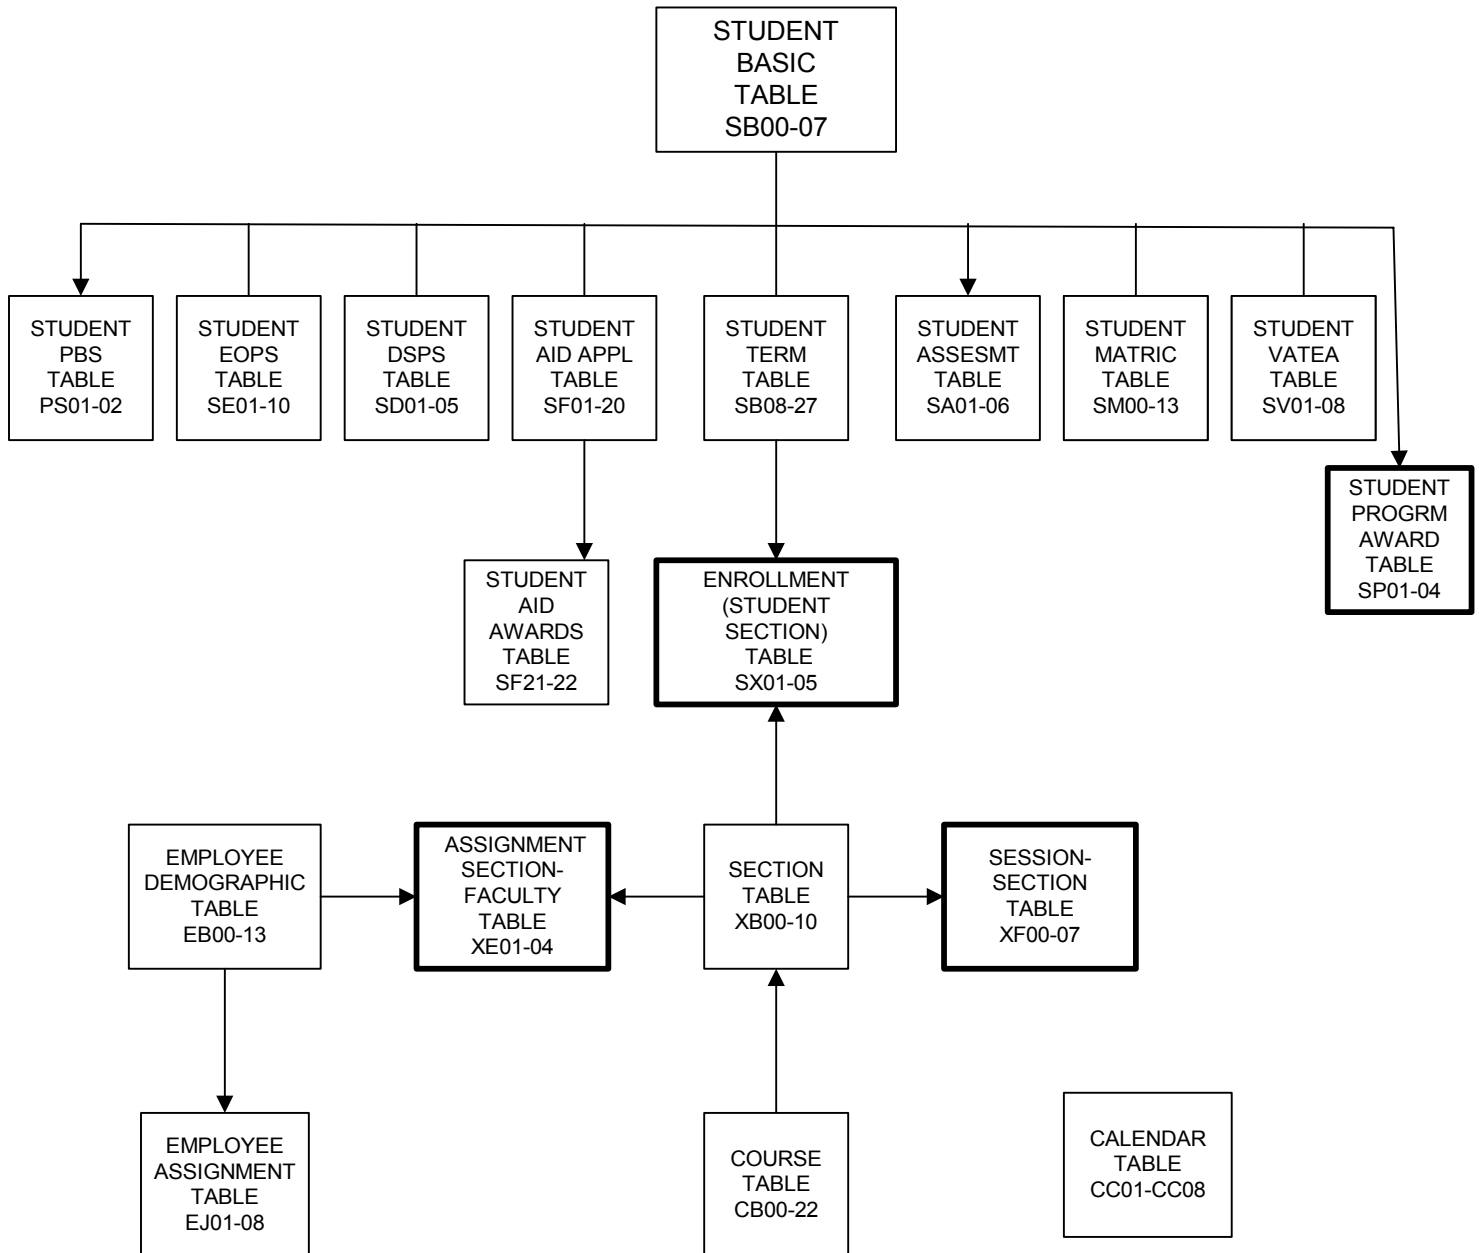 STUDENT
BASIC
TABLE
SB00-07
STUDENT
PBS
TABLE
PS01-02
STUDENT
EOPS
TABLE
SE01-10
STUDENT
DSPS
TABLE
SD01-05
STUDENT
AID APPL
TABLE
SF01-20
STUDENT
TERM
TABLE
SB08-27
STUDENT
ASSESMT
TABLE
SA01-06
STUDENT
MATRIC
TABLE
SM00-13
STUDENT
VATEA
TABLE
SV01-08
STUDENT
PROGRM
AWARD
TABLE
SP01-04
STUDENT
AID
AWARDS
TABLE
SF21-22
ENROLLMENT
(STUDENT
SECTION)
TABLE
SX01-05
EMPLOYEE
DEMOGRAPHIC
TABLE
EB00-13
ASSIGNMENT
SECTION-
FACULTY
TABLE
XE01-04
SECTION
TABLE
XB00-10
SESSION-
SECTION
TABLE
XF00-07
EMPLOYEE
ASSIGNMENT
TABLE
EJ01-08
COURSE
TABLE
CB00-22
CALENDAR
TABLE
CC01-CC08